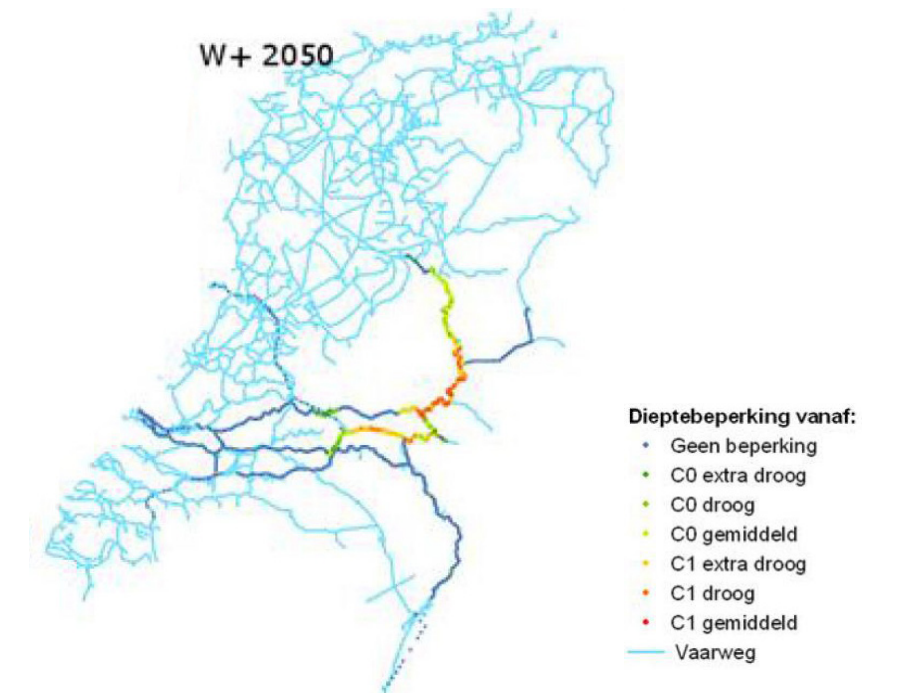 W+ 2050
Dieptebeperking vanaf:
Geen beperking
C0 extra droog
C0 droog
C0 gemiddeld
C1 extra droog
C1 droog
C1 gemiddeld
Vaarweg